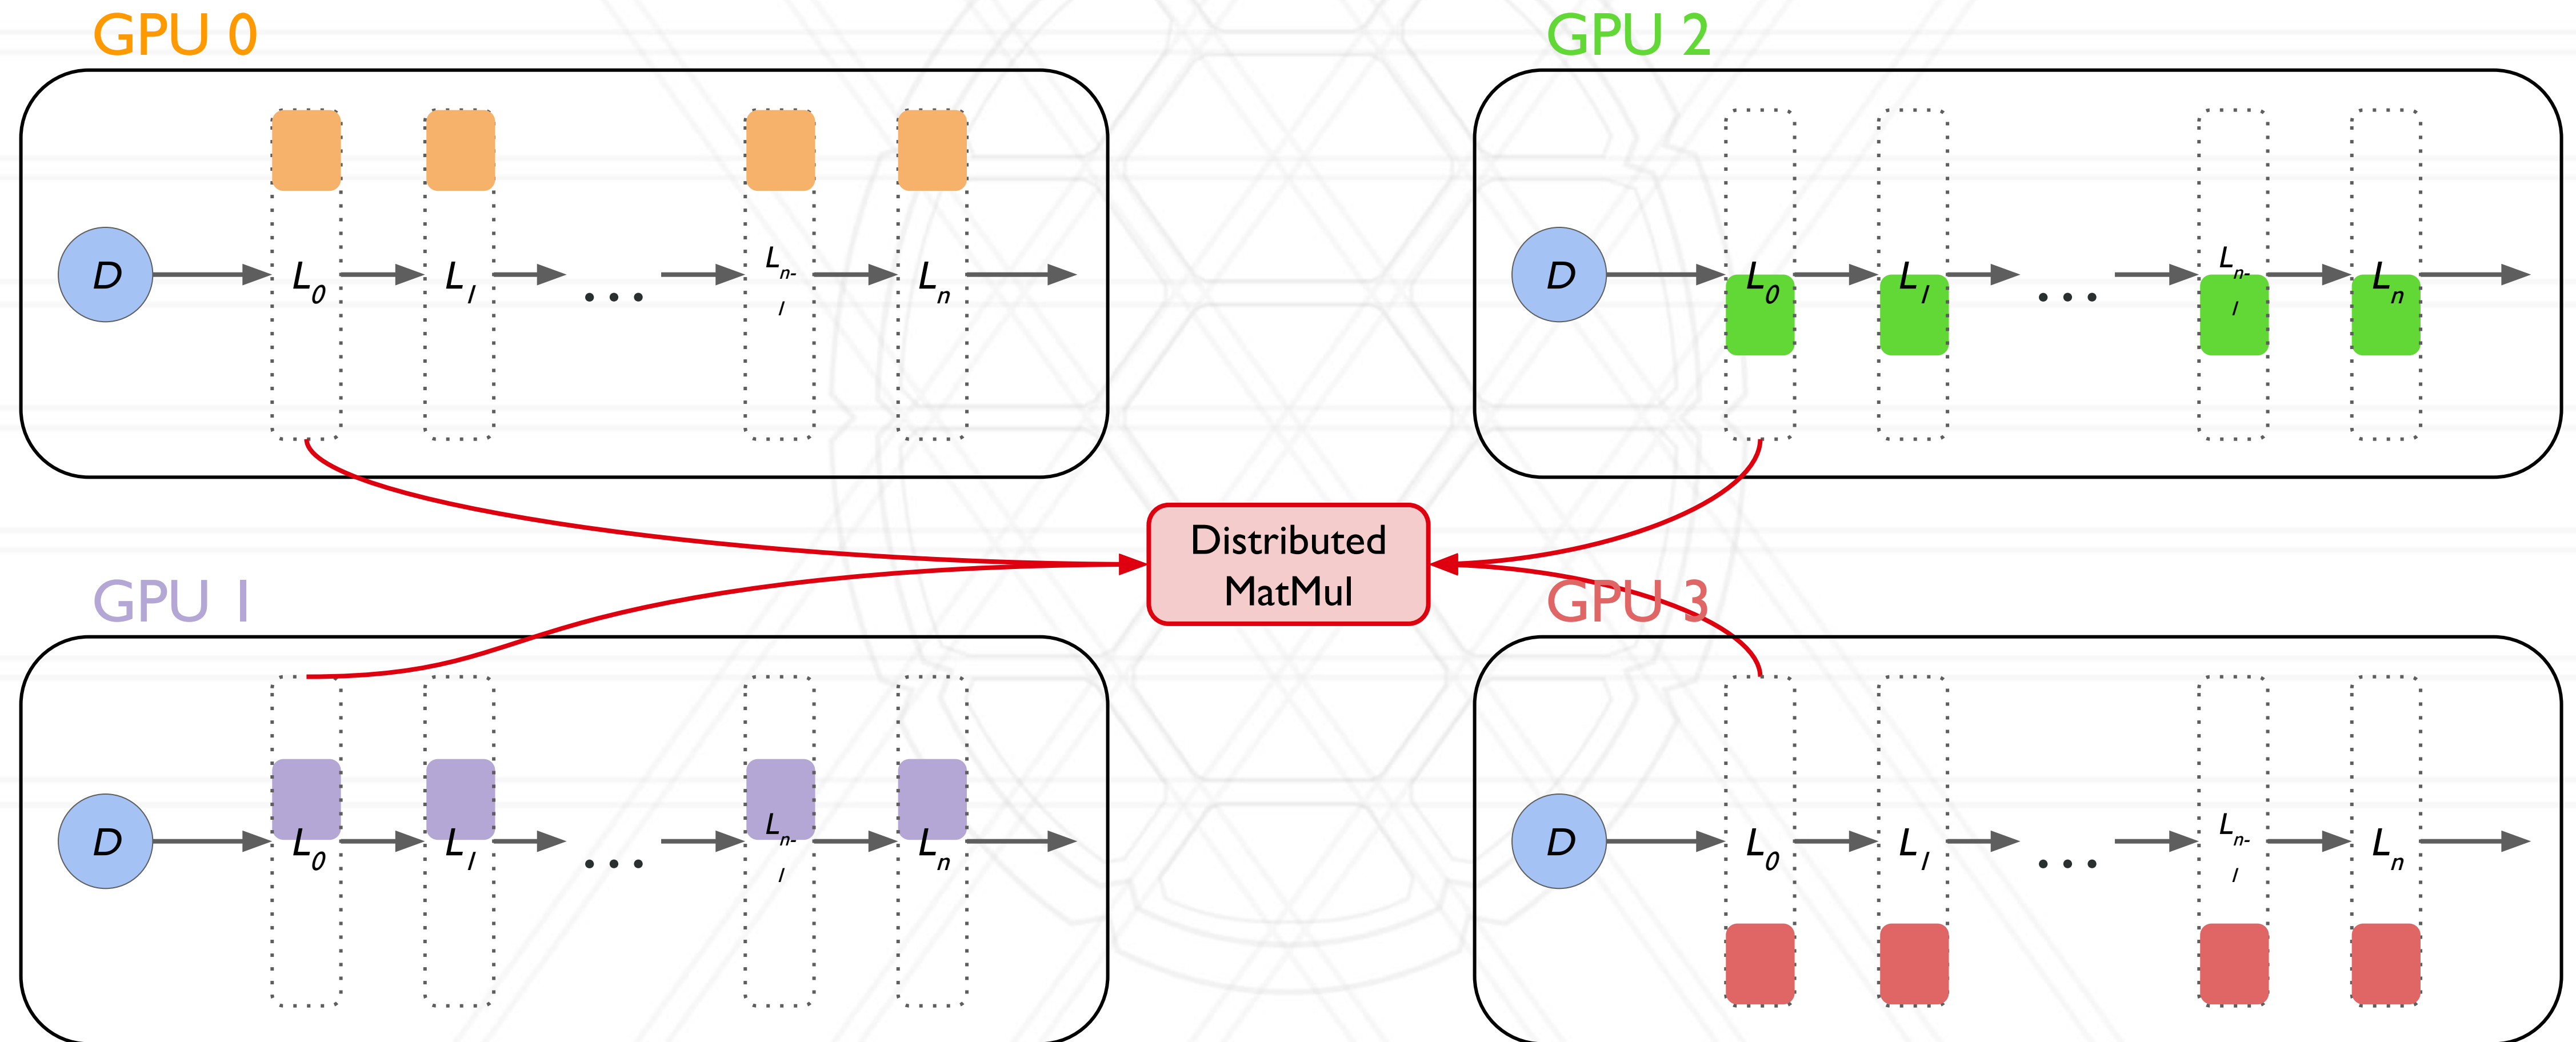 GPU 0
D L0 L1 ... Ln-1 Ln
GPU 2
D L0 L1 ... Ln-1 Ln
Distributed
MatMul
GPU 1
D L0 L1 ... Ln-1 Ln
GPU 3
D L0 L1 ... Ln-1 Ln